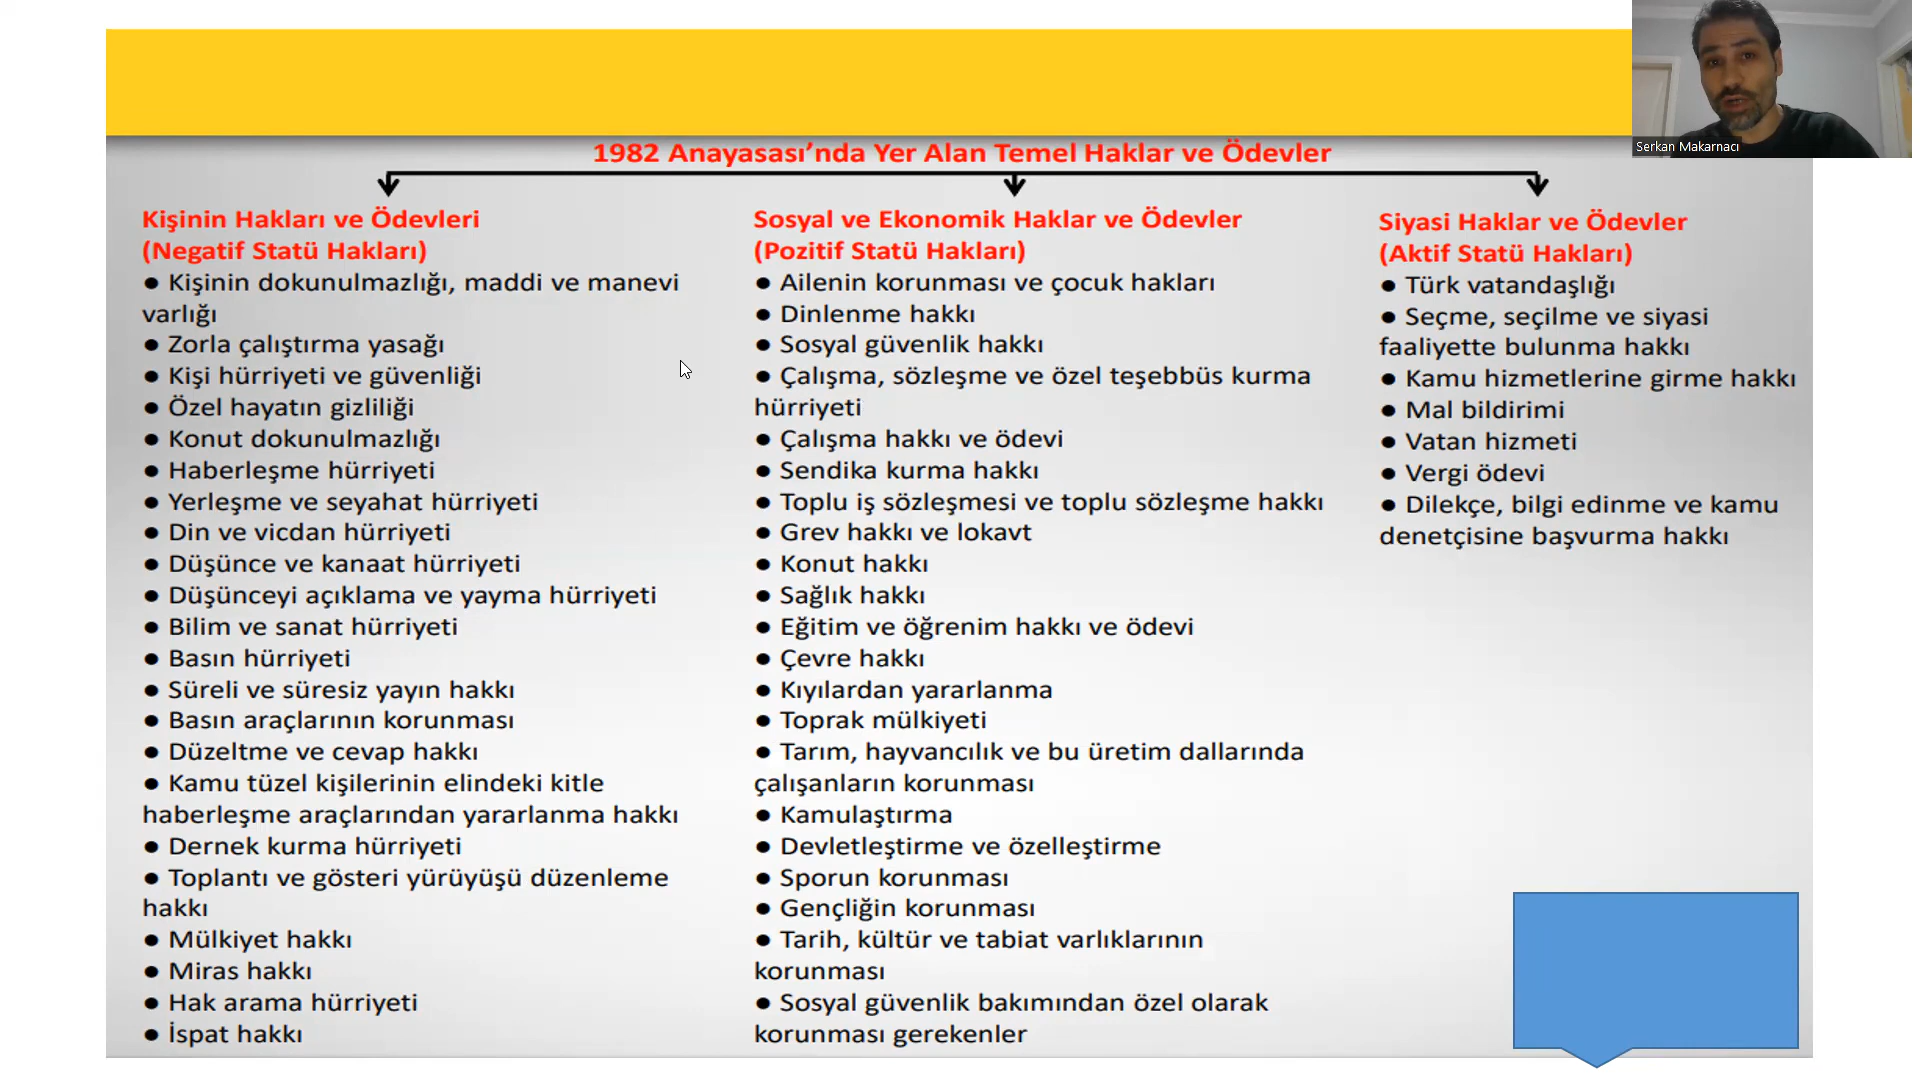 Serkan Makarnacı
1982 Anayasası’nda Yer Alan Temel Haklar ve Ödevler
Kişinin Hakları ve Ödevleri
(Negatif Statü Hakları)
● Kişinin dokunulmazlığı, maddi ve manevi
varlığı
● Zorla çalıştırma yasağı
● Kişi hürriyeti ve güvenliği
● Özel hayatın gizliliği
● Konut dokunulmazlığı
● Haberleşme hürriyeti
● Yerleşme ve seyahat hürriyeti
● Din ve vicdan hürriyeti
● Düşünce ve kanaat hürriyeti
● Düşünceyi açıklama ve yayma hürriyeti
● Bilim ve sanat hürriyeti
● Basın hürriyeti
● Süreli ve süresiz yayın hakkı
● Basın araçlarının korunması
● Düzeltme ve cevap hakkı
● Kamu tüzel kişilerinin elindeki kitle
haberleşme araçlarından yararlanma hakkı
● Dernek kurma hürriyeti
● Toplantı ve gösteri yürüyüşü düzenleme
hakkı
● Mülkiyet hakkı
● Miras hakkı
● Hak arama hürriyeti
● İspat hakkı
Sosyal ve Ekonomik Haklar ve Ödevler
(Pozitif Statü Hakları)
● Ailenin korunması ve çocuk hakları
● Dinlenme hakkı
● Sosyal güvenlik hakkı
● Çalışma, sözleşme ve özel teşebbüs kurma
hürriyeti
● Çalışma hakkı ve ödevi
● Sendika kurma hakkı
● Toplu iş sözleşmesi ve toplu sözleşme hakkı
● Grev hakkı ve lokavt
● Konut hakkı
● Sağlık hakkı
● Eğitim ve öğrenim hakkı ve ödevi
● Çevre hakkı
● Kıyılardan yararlanma
● Toprak mülkiyeti
● Tarım, hayvancılık ve bu üretim dallarında
çalışanların korunması
● Kamulaştırma
● Devletleştirme ve özelleştirme
● Sporun korunması
● Gençliğin korunması
● Tarih, kültür ve tabiat varlıklarının
korunması
● Sosyal güvenlik bakımından özel olarak
korunması gerekenler
Siyasi Haklar ve Ödevler
(Aktif Statü Hakları)
● Türk vatandaşlığı
● Seçme, seçilme ve siyasi
faaliyette bulunma hakkı
● Kamu hizmetlerine girme hakkı
● Mal bildirimi
● Vatan hizmeti
● Vergi ödevi
● Dilekçe, bilgi edinme ve kamu
denetçisine başvurma hakkı